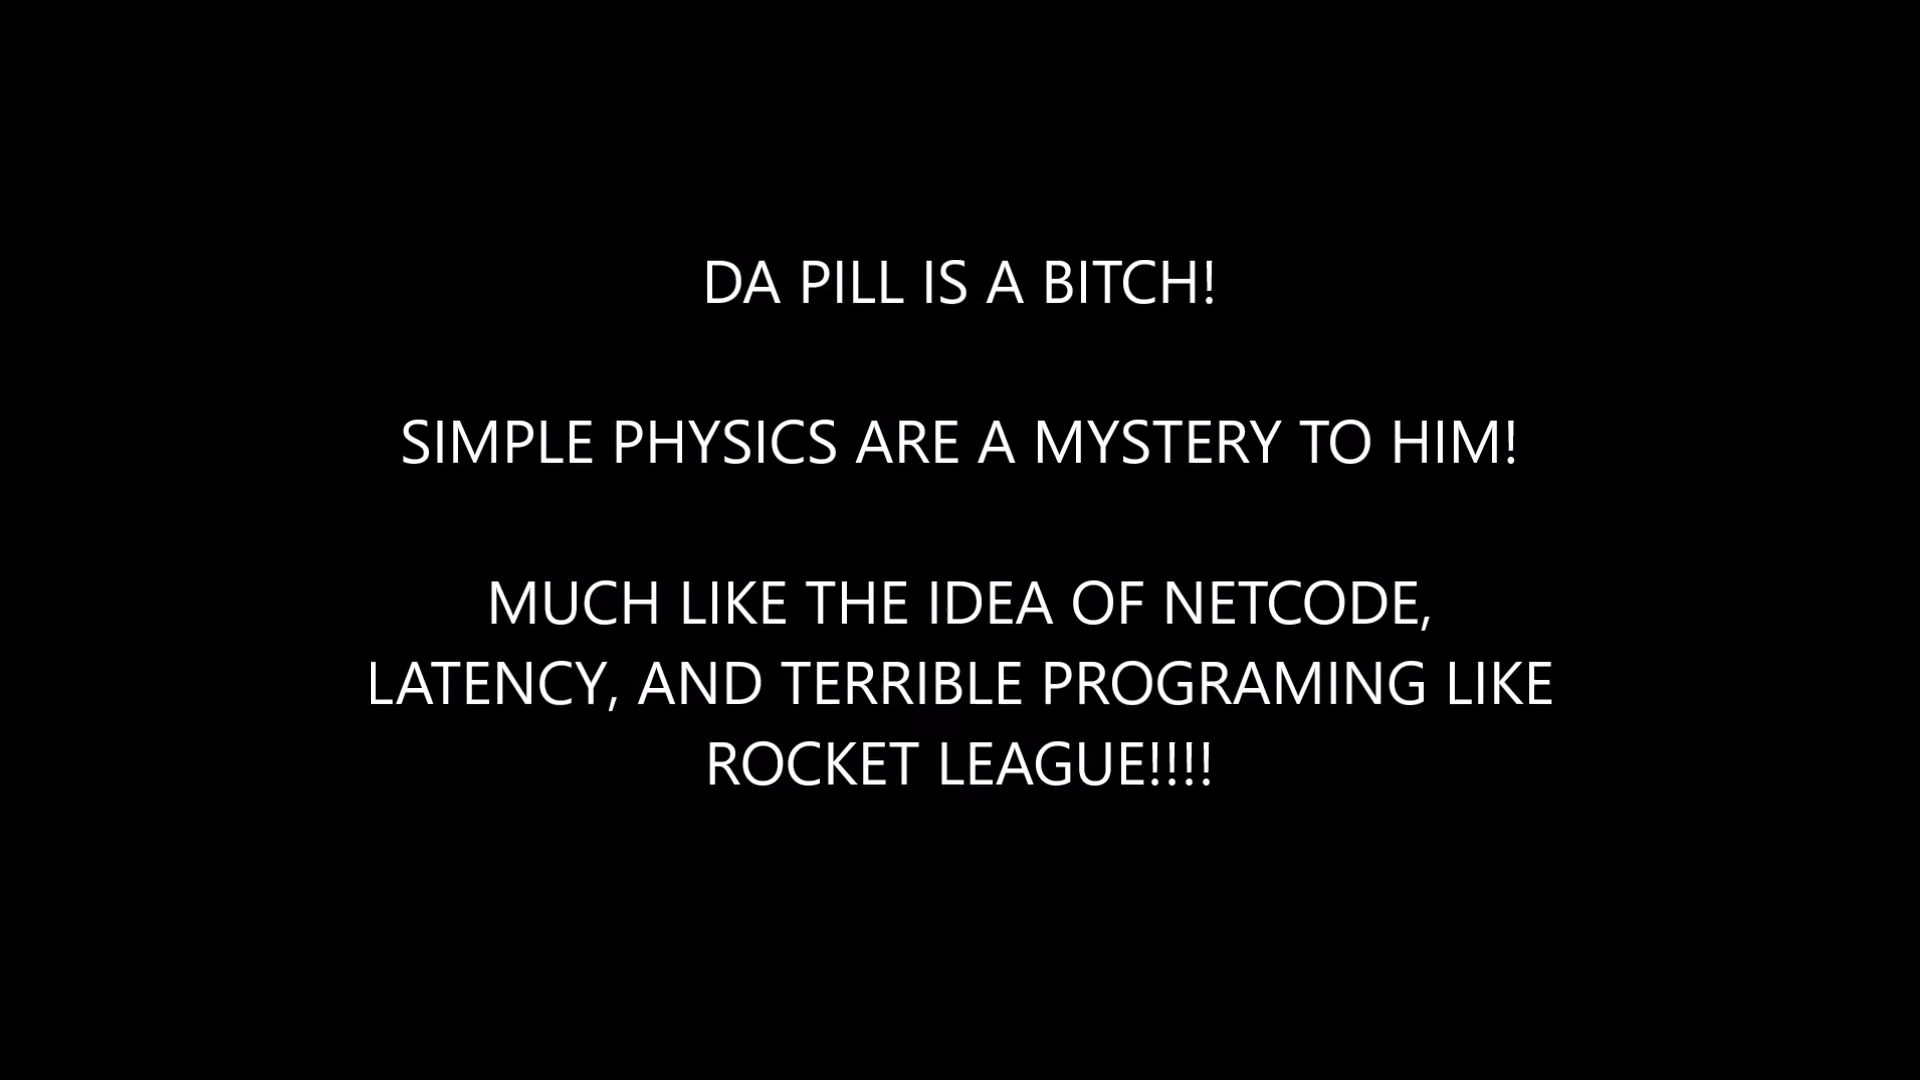 DA PILL IS A BITCH!
SIMPLE PHYSICS ARE A MYSTERY TO HIM!
MUCH LIKE THE IDEA OF NETCODE,
LATENCY, AND TERRIBLE PROGRAMING LIKE
ROCKET LEAGUE!!!!